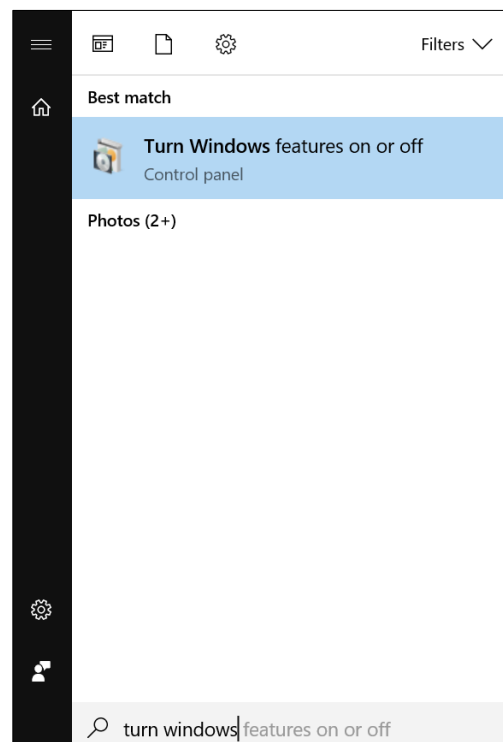 Filters
Best match
Turn Windows features on or off
Control panel
Photos (2+)
turn windows features on or off